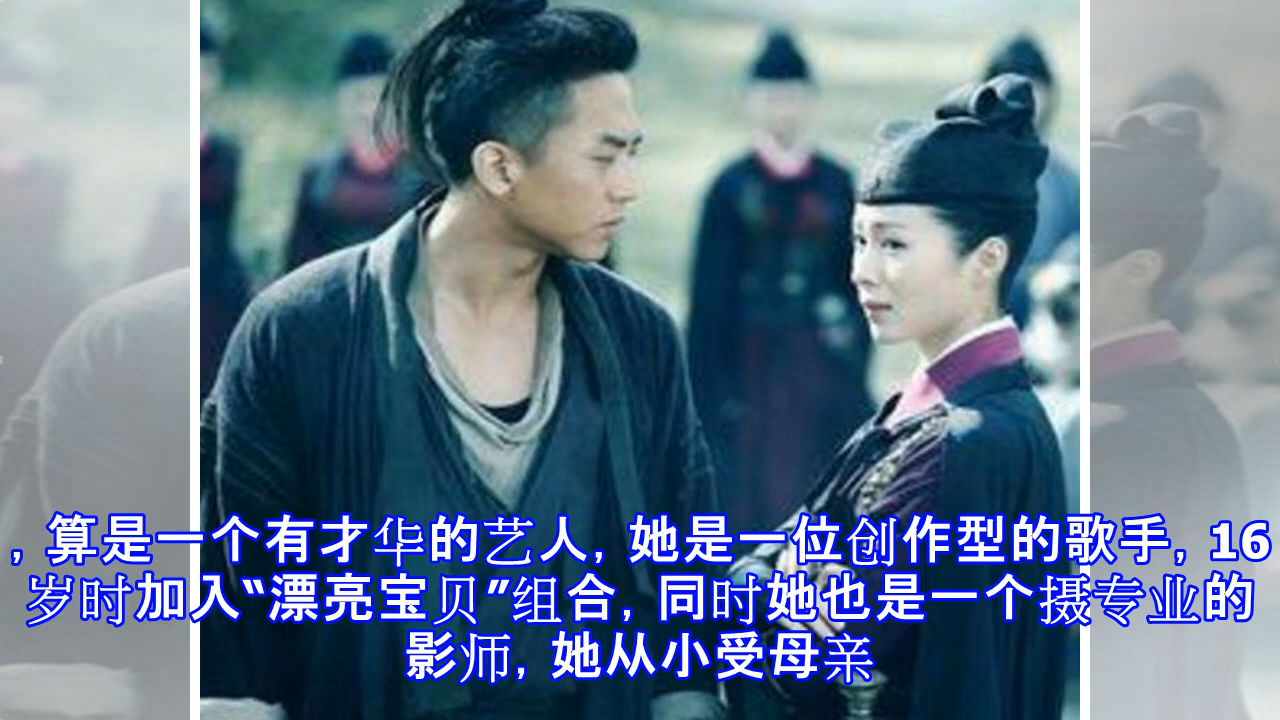 ,算是一个有才华的艺人,她是一位创作型的歌手,16
岁时加入“漂亮宝贝”组合,同时她也是一个摄专业的
影师,她从小受母亲